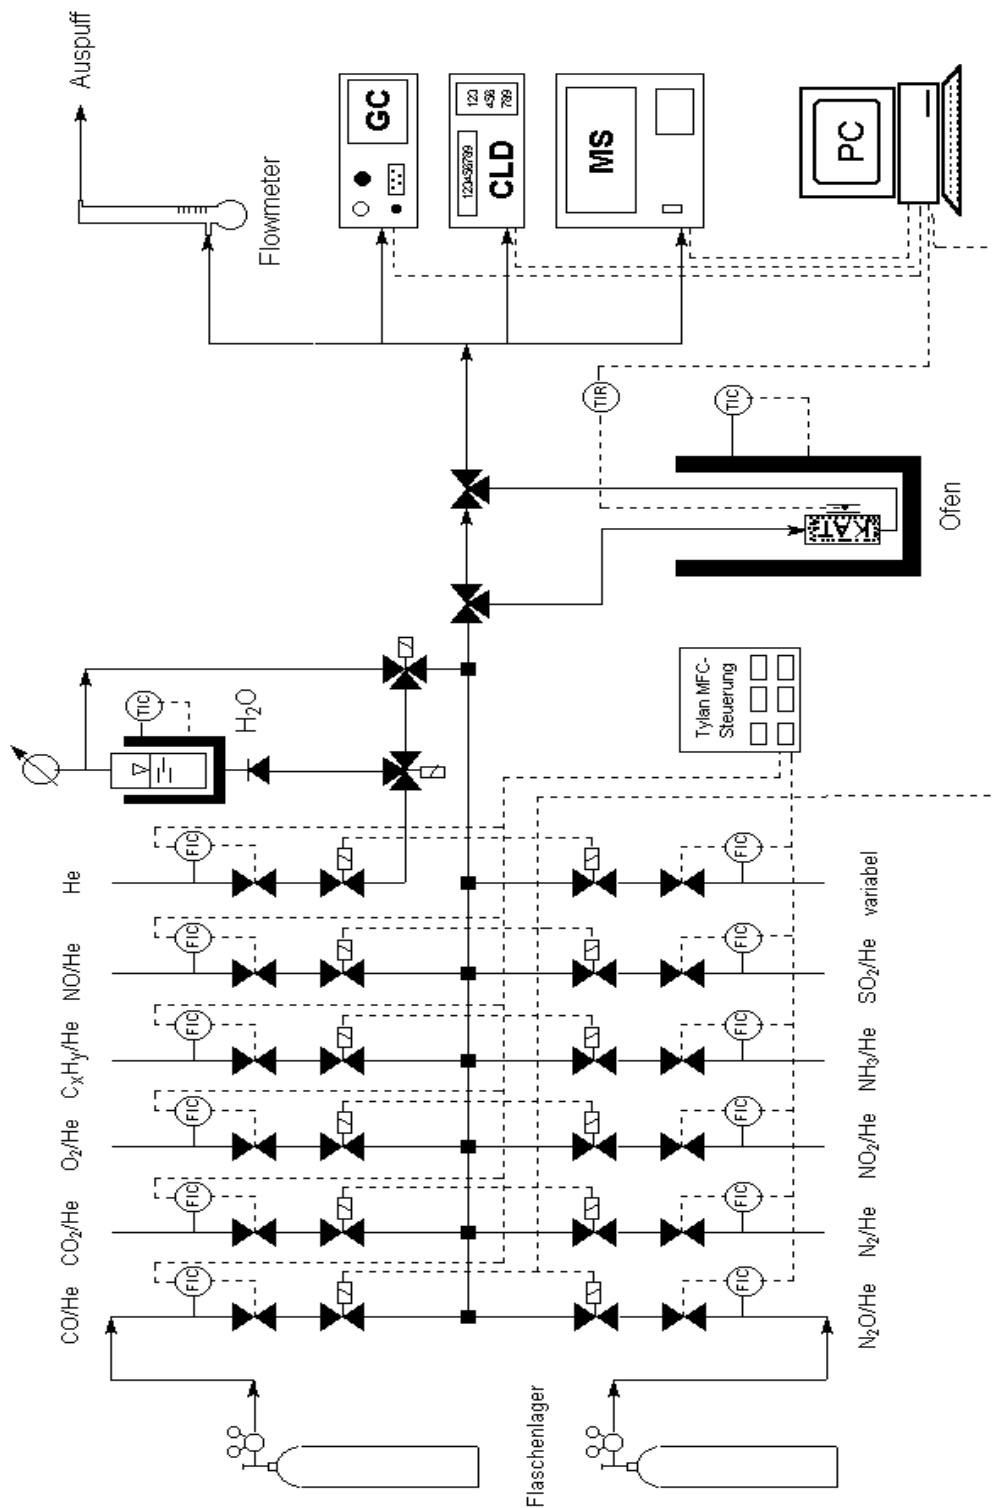 Auspuff
Flowmeter
GC
123456789
123
456
789
CLD
MS
PC
TIR
TIC
KAT
Ofen
TIC
H₂O
Tylan MFC-
Steuerung
He
FIC
FIC
variabel
NO/He
FIC
FIC
SO₂/He
CₓHᵧ/He
FIC
FIC
NH₃/He
O₂/He
FIC
FIC
NO₂/He
CO₂/He
FIC
FIC
N₂/He
CO/He
FIC
FIC
N₂O/He
Flaschenlager